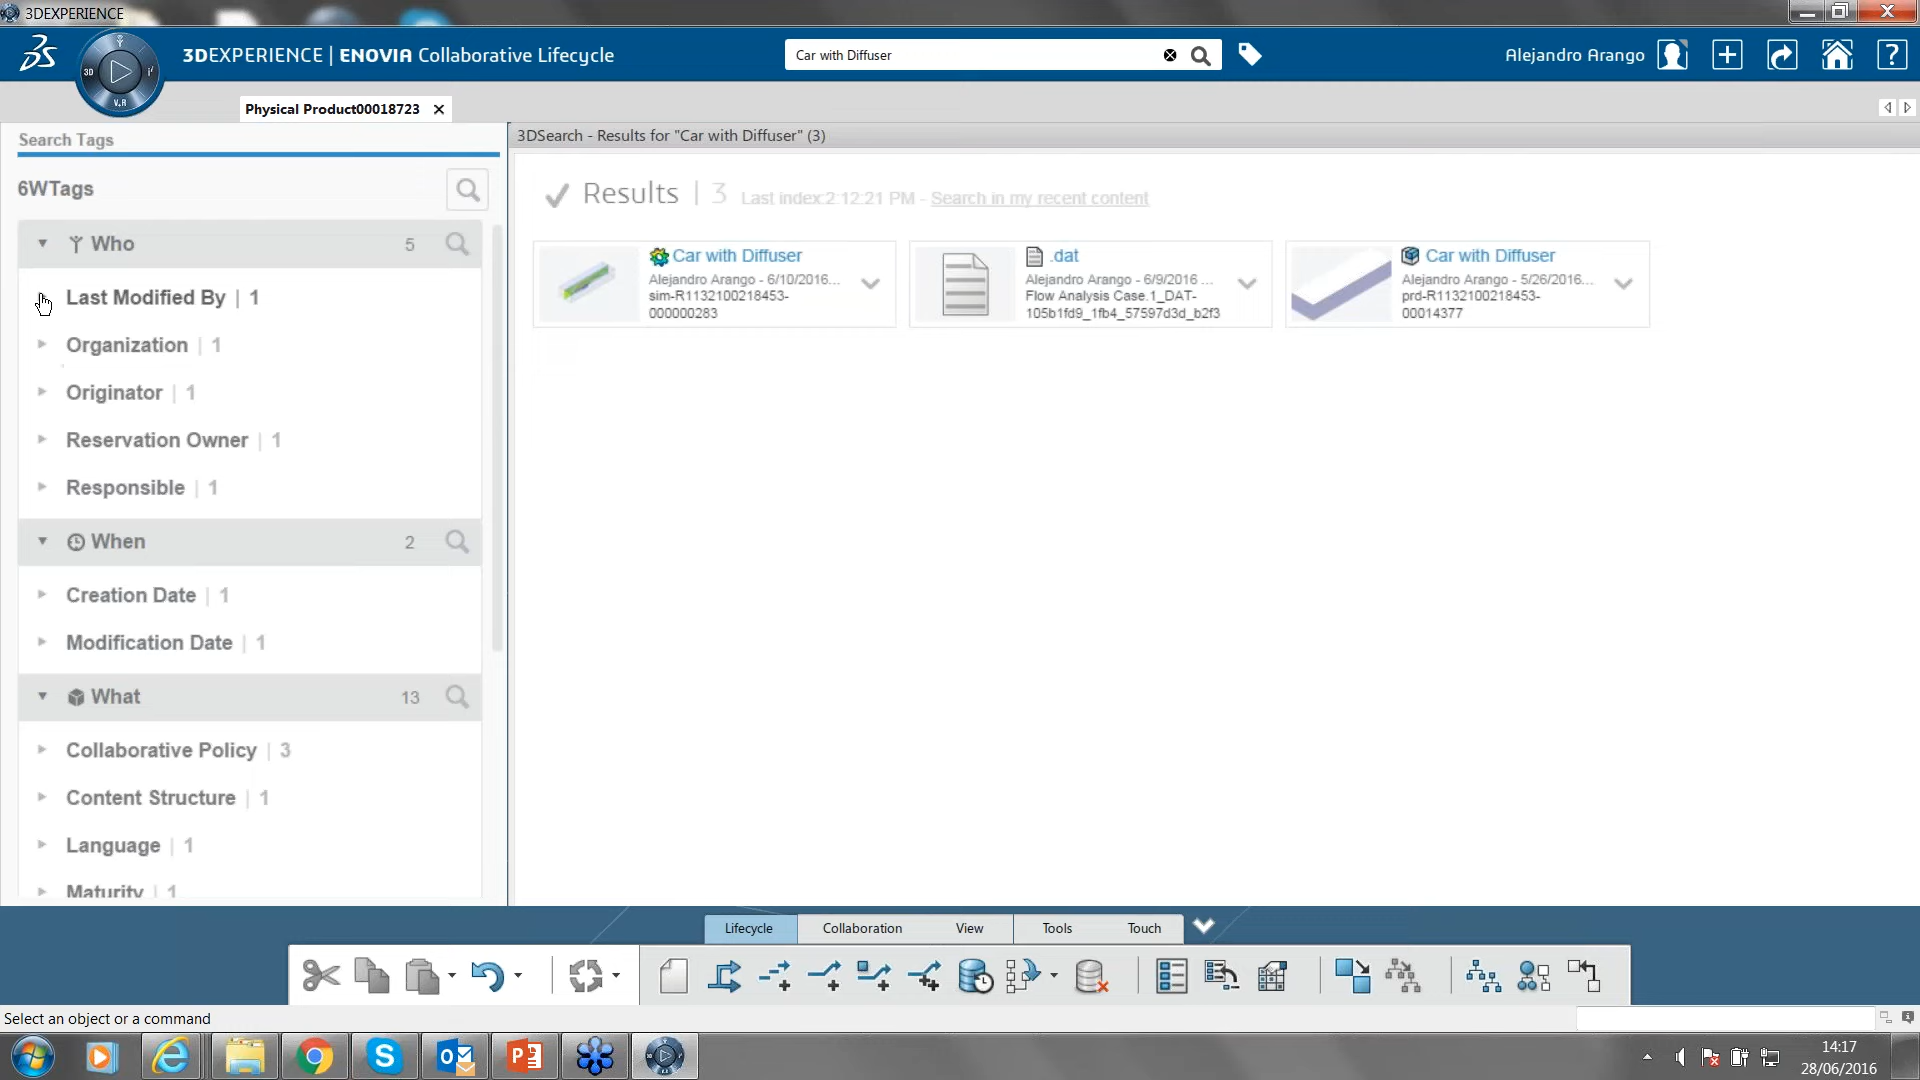 3DEXPERIENCE
3DEXPERIENCE | ENOVIA Collaborative Lifecycle
Car with Diffuser
Alejandro Arango
3D
V.R
Physical Product00018723
Search Tags
6WTags
Who 5
Last Modified By | 1
Organization | 1
Originator | 1
Reservation Owner | 1
Responsible | 1
When 2
Creation Date | 1
Modification Date | 1
What 13
Collaborative Policy | 3
Content Structure | 1
Language | 1
Maturity | 1
3DSearch - Results for "Car with Diffuser" (3)
Results | 3 Last index:2:12:21 PM - Search in my recent content
Car with Diffuser
Alejandro Arango - 6/10/2016...
sim-R1132100218453-
000000283
.dat
Alejandro Arango - 6/9/2016 ...
Flow Analysis Case.1_DAT-
105b1fd9_1fb4_57597d3d_b2f3
Car with Diffuser
Alejandro Arango - 5/26/2016...
prd-R1132100218453-
00014377
Lifecycle Collaboration View Tools Touch
Select an object or a command
14:17
28/06/2016